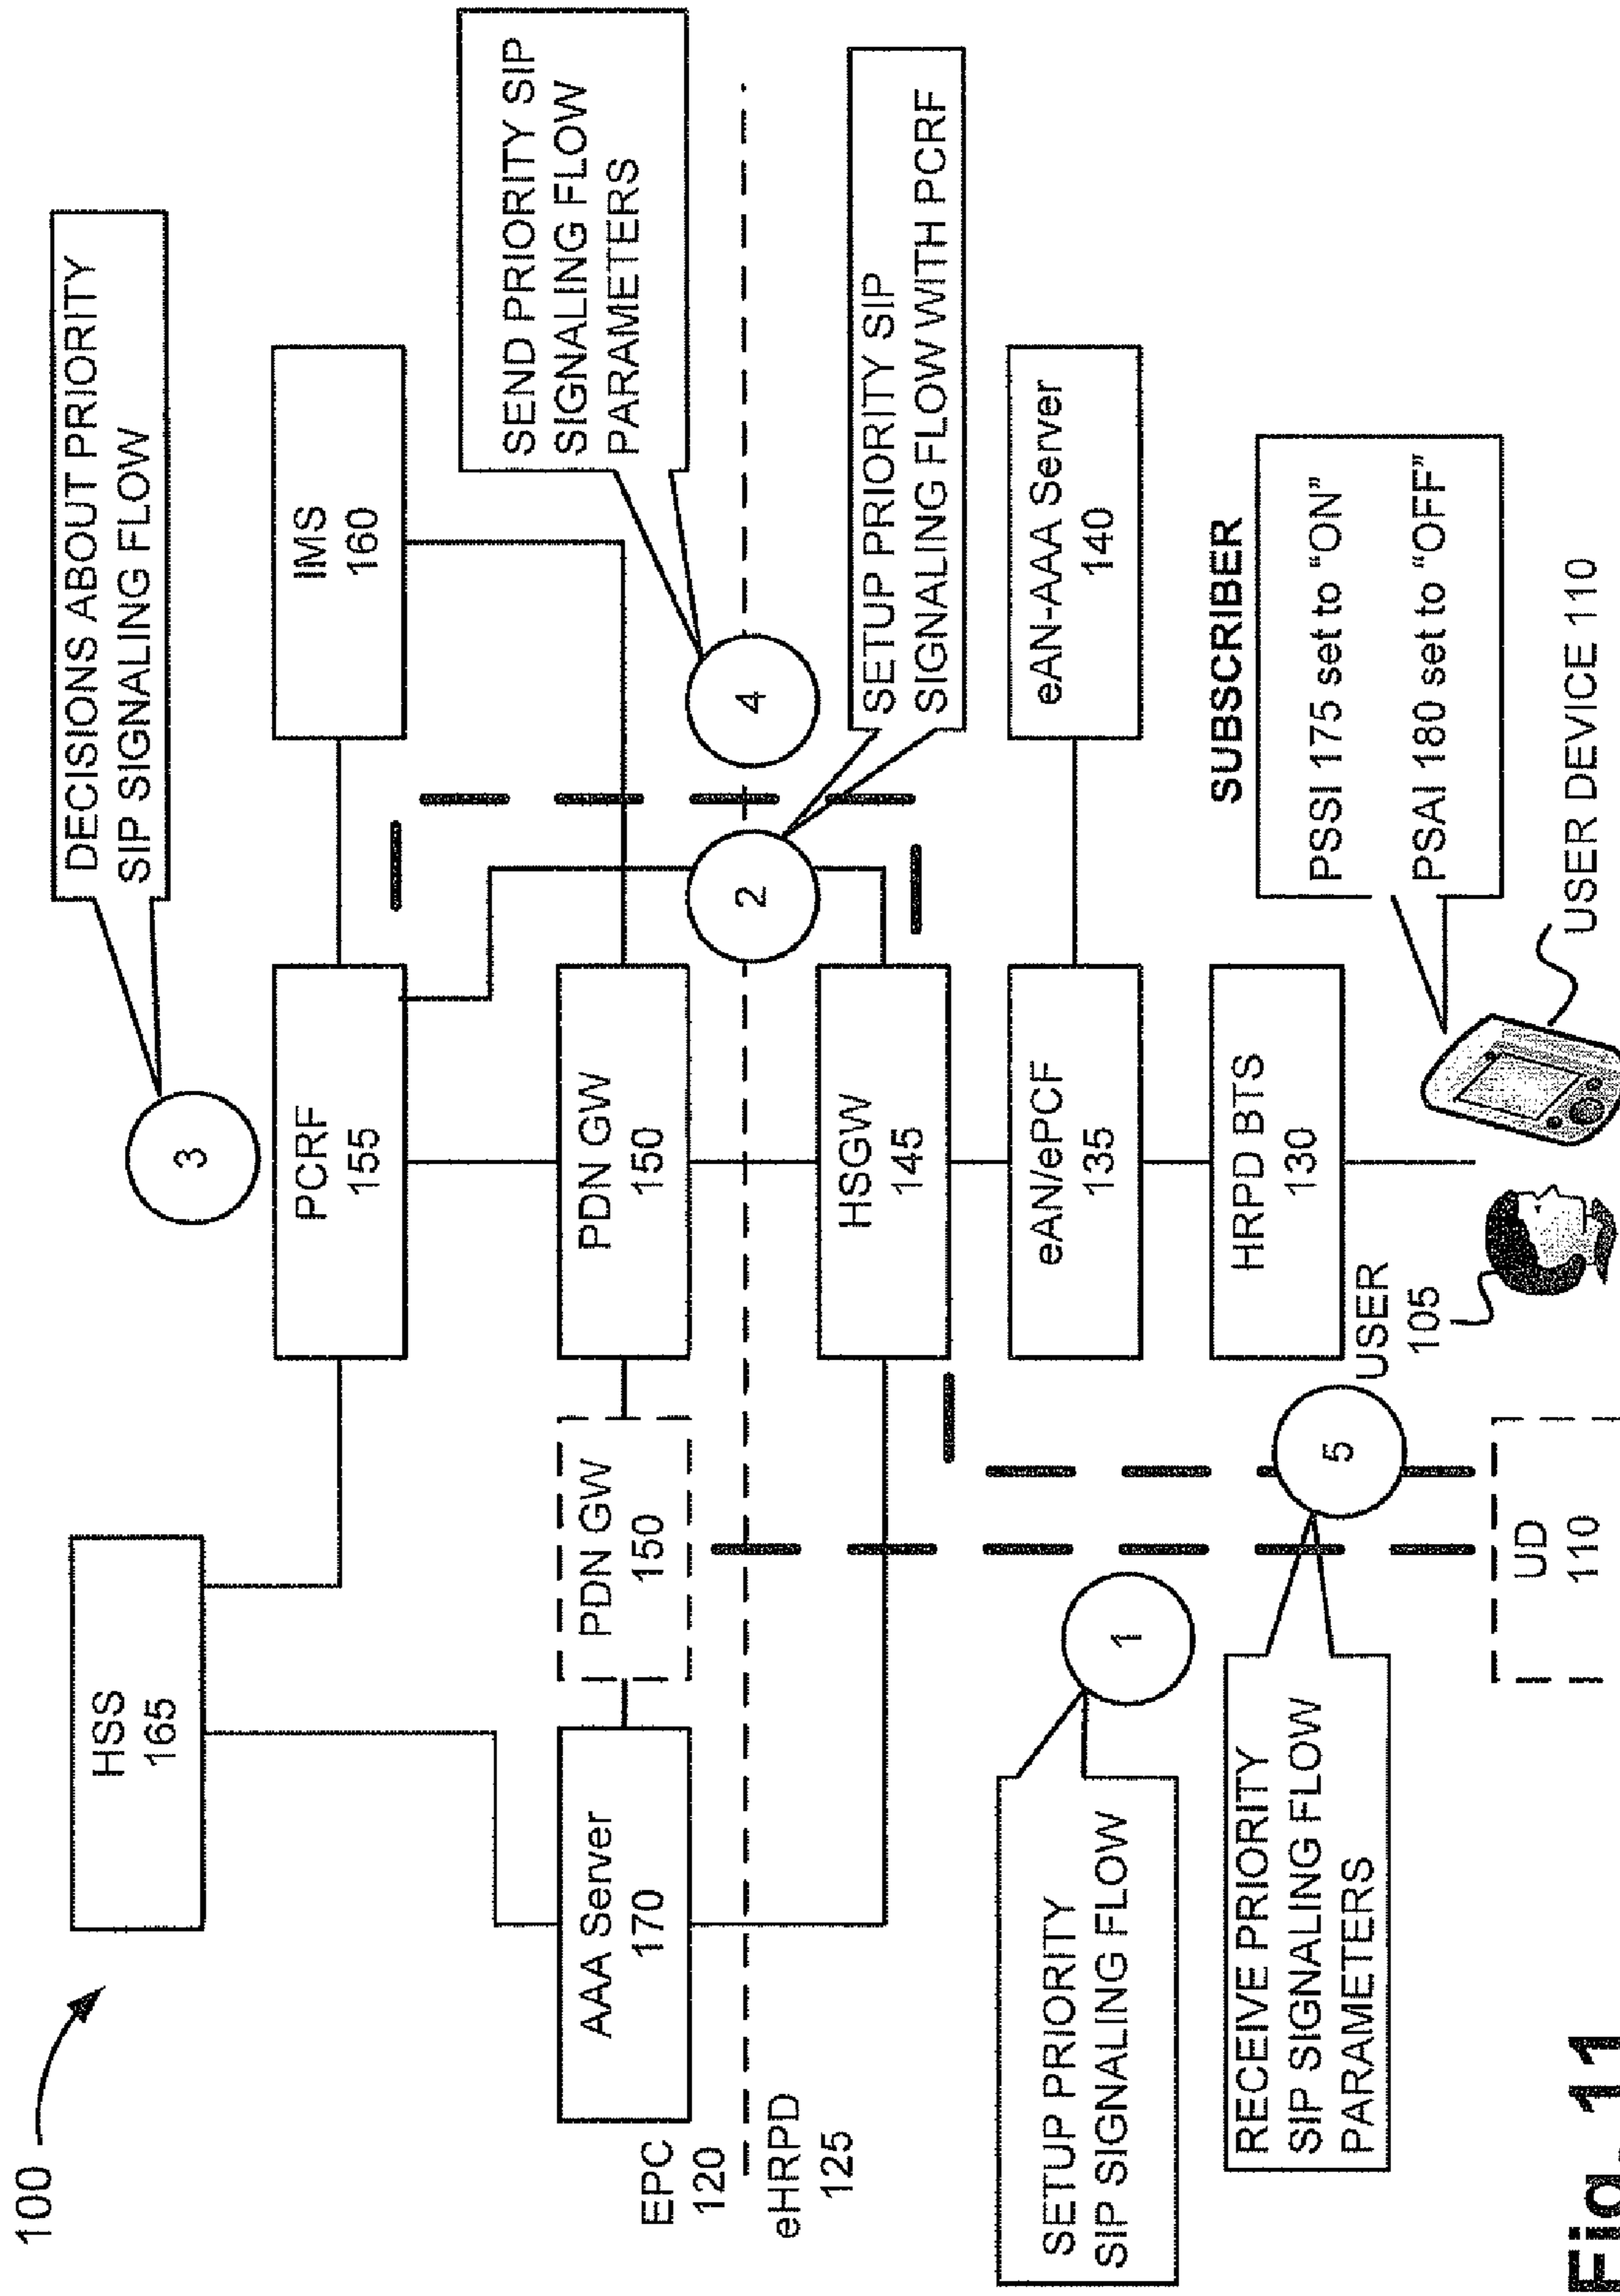 100
DECISIONS ABOUT PRIORITY
SIP SIGNALING FLOW
3
HSS
165
PCRF
155
IMS
160
SEND PRIORITY SIP
SIGNALING FLOW
PARAMETERS
AAA Server
170
PDN GW
150
PDN GW
150
EPC
120
eHRPD
125
2
4
SETUP PRIORITY SIP
SIGNALING FLOW WITH PCRF
HSGW
145
SETUP PRIORITY
SIP SIGNALING FLOW
1
eAN/ePCF
135
eAN-AAA Server
140
RECEIVE PRIORITY
SIP SIGNALING FLOW
PARAMETERS
5
HRPD BTS
130
SUBSCRIBER
PSSI 175 set to “ON”
PSAI 180 set to “OFF”
USER
105
UD
110
USER DEVICE 110
Fig. 11